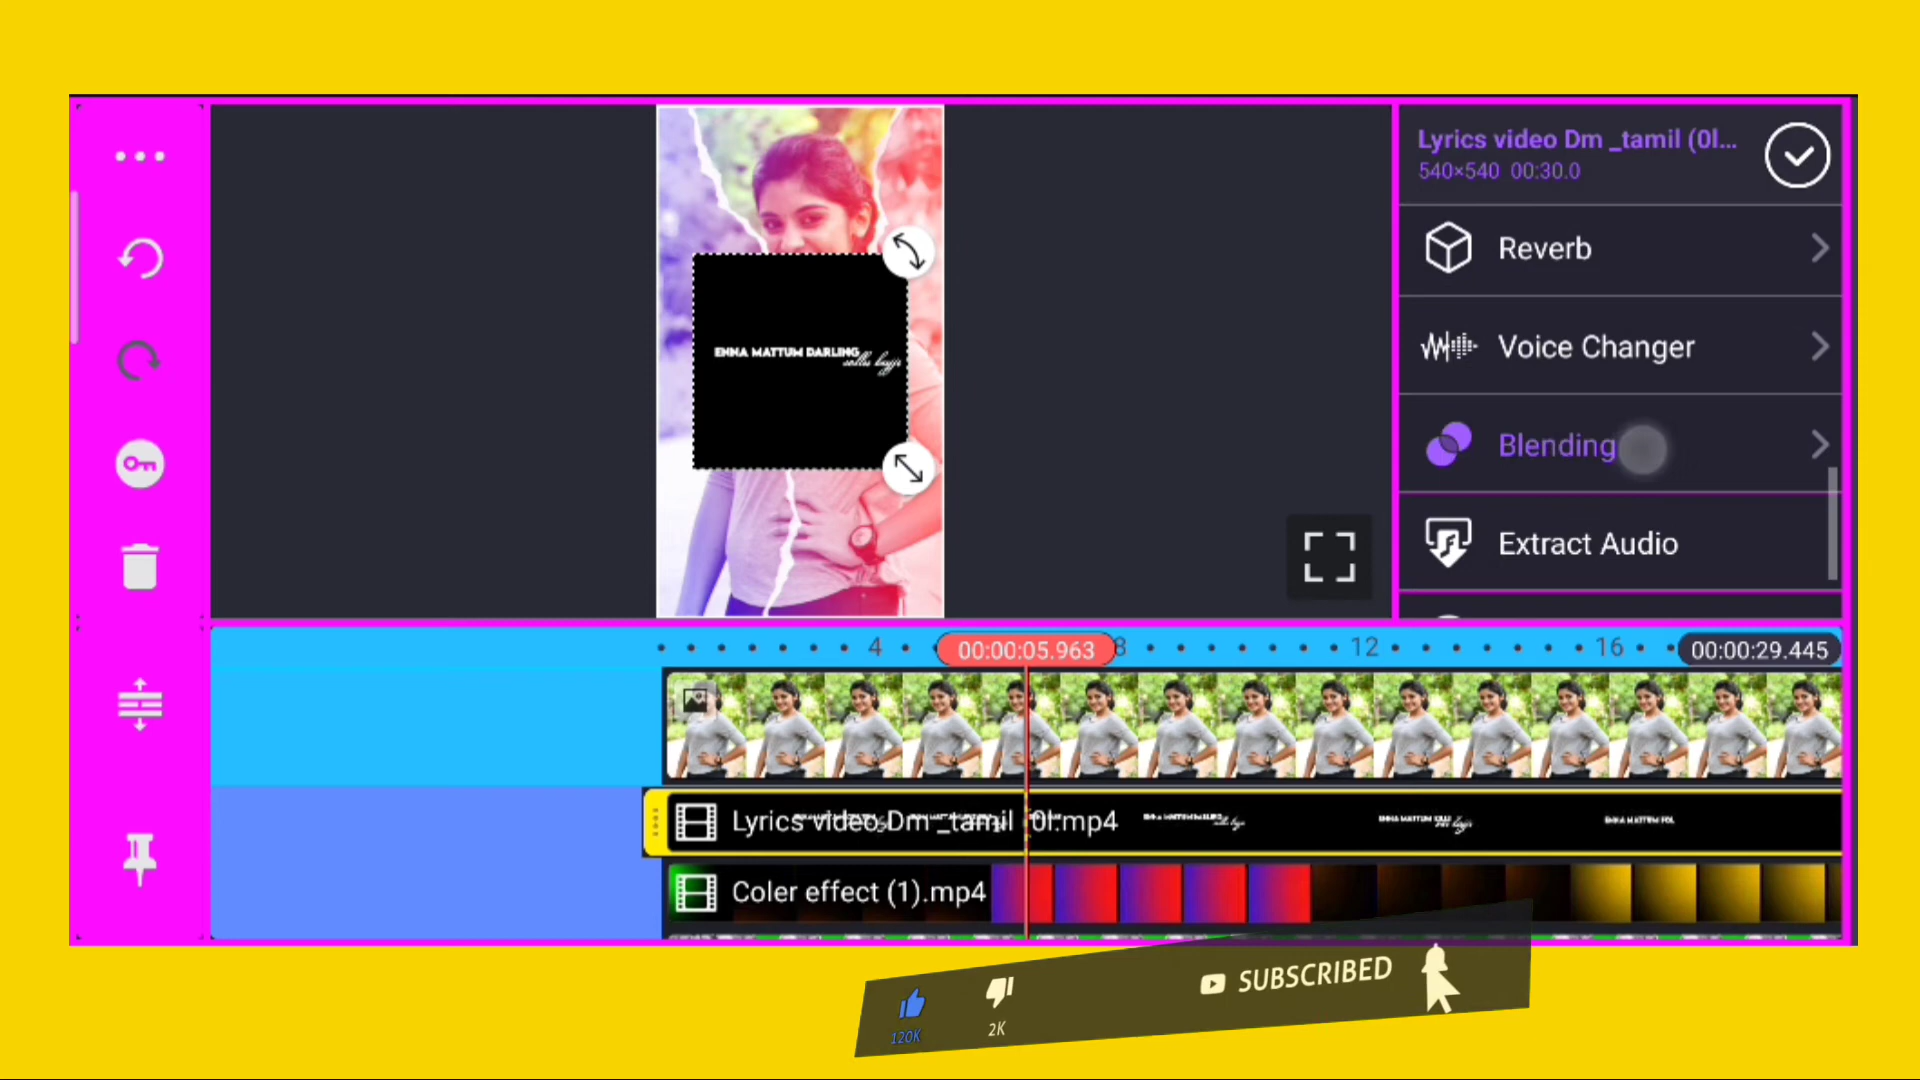 Lyrics video Dm _tamil (0l...
540×540 00:30.0
Reverb
Voice Changer
Blending
Extract Audio
ENNA MATTUM DARLING
4
00:00:05.963
8
12
16
00:00:29.445
Lyrics video Dm _tamil 0l.mp4
Coler effect (1).mp4
120K
2K
SUBSCRIBED